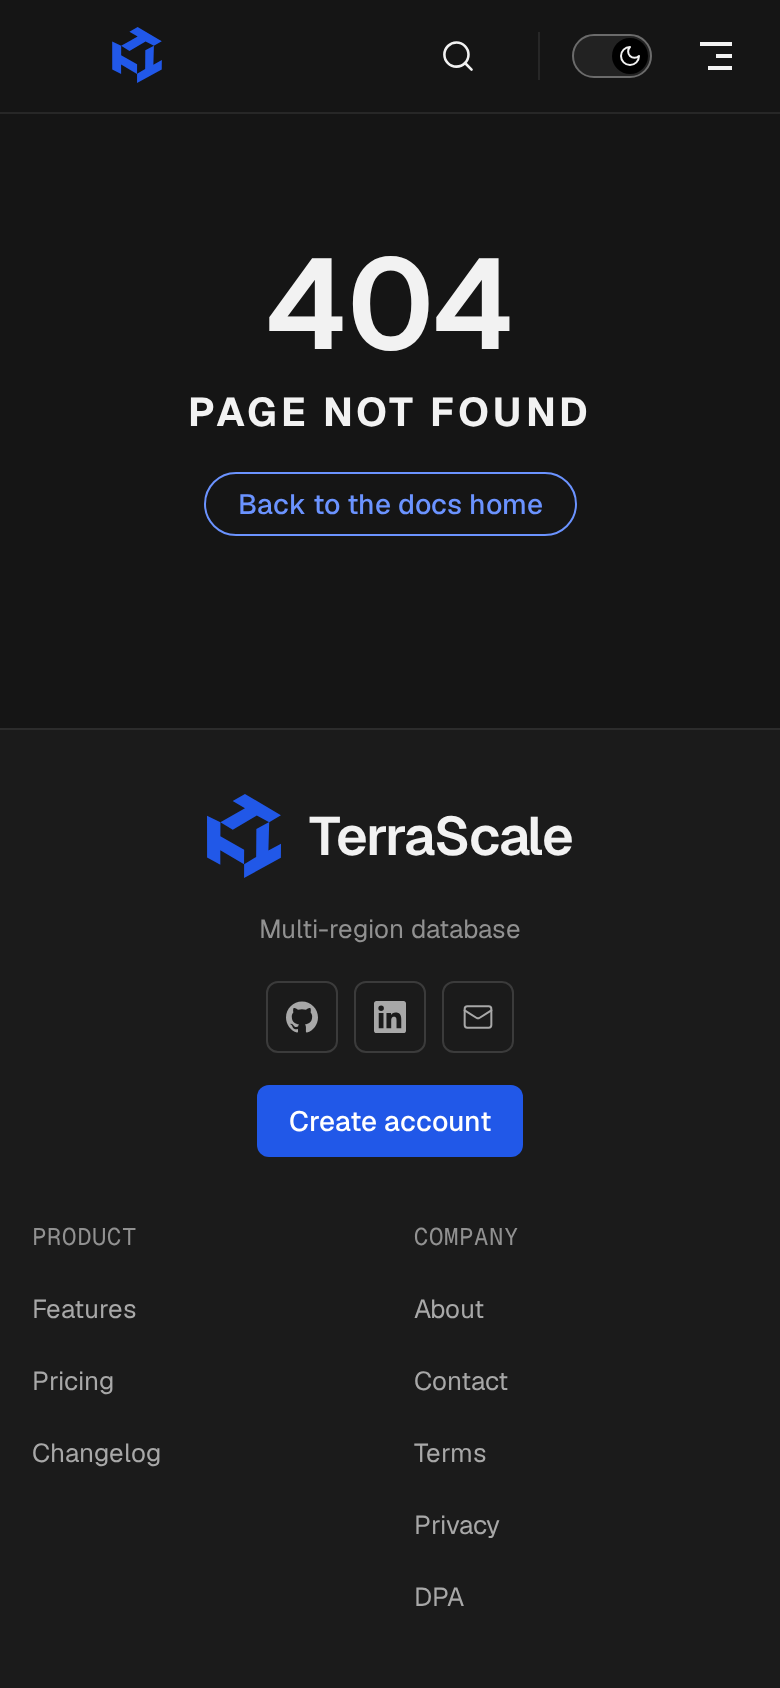 404
PAGE NOT FOUND
Back to the docs home
TerraScale
Multi-region database
Create account
PRODUCT
Features
Pricing
Changelog
COMPANY
About
Contact
Terms
Privacy
DPA